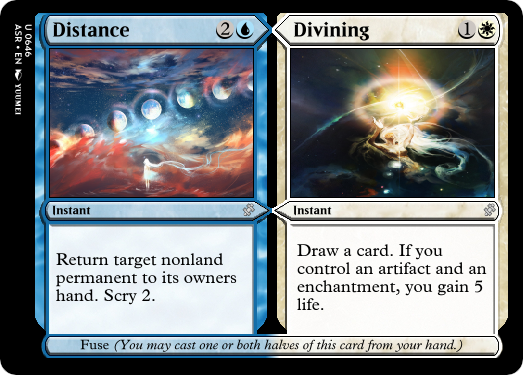 Distance 2
Divining 1
Instant
Instant
Return target nonland
permanent to its owners
hand. Scry 2.
Draw a card. If you
control an artifact and an
enchantment, you gain 5
life.
Fuse (You may cast one or both halves of this card from your hand.)
U 0646
ASR • EN YUUMEI